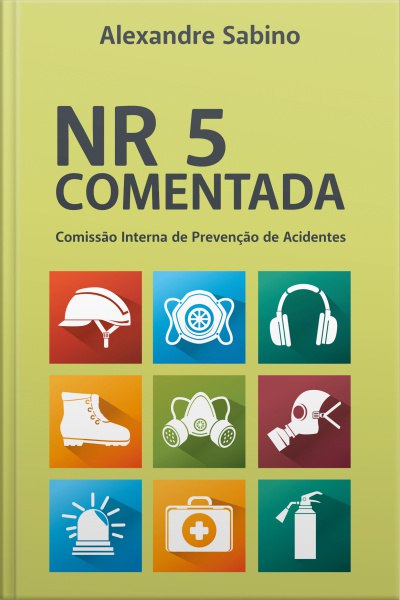 Alexandre Sabino
NR 5
COMENTADA
Comissão Interna de Prevenção de Acidentes